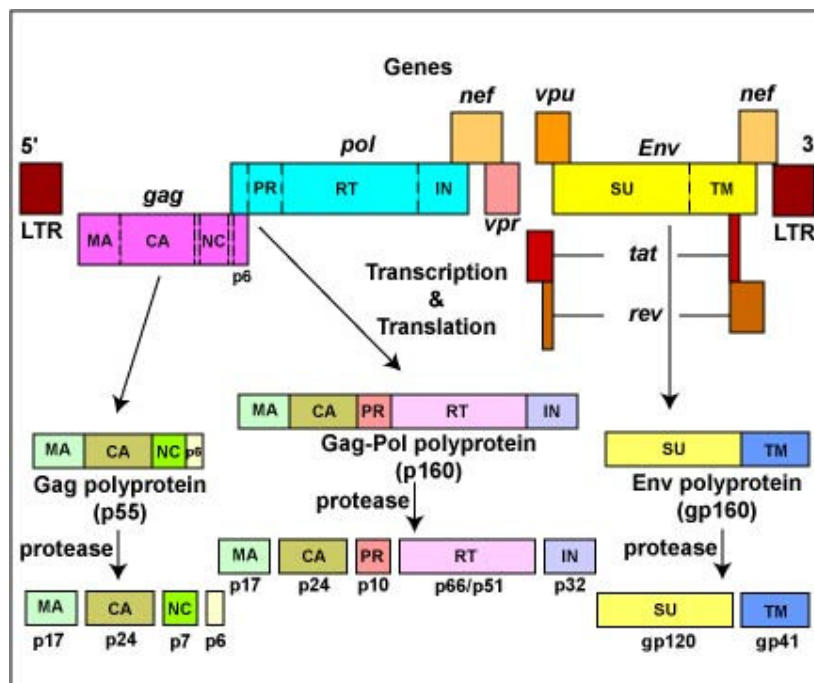 Genes
nef
vpu
nef
5'
pol
Env
3
gag
PR
RT
IN
SU
TM
LTR
MA
CA
NC
vpr
LTR
p6
tat
Transcription
&
Translation
rev
MA
CA
PR
RT
IN
MA
CA
NC
p6
Gag-Pol polyprotein
(p160)
SU
TM
Gag polyprotein
(p55)
Env polyprotein
(gp160)
protease
protease
protease
MA
CA
PR
RT
IN
p17
p24
p10
p66/p51
p32
MA
CA
NC
SU
TM
p17
p24
p7
p6
gp120
gp41